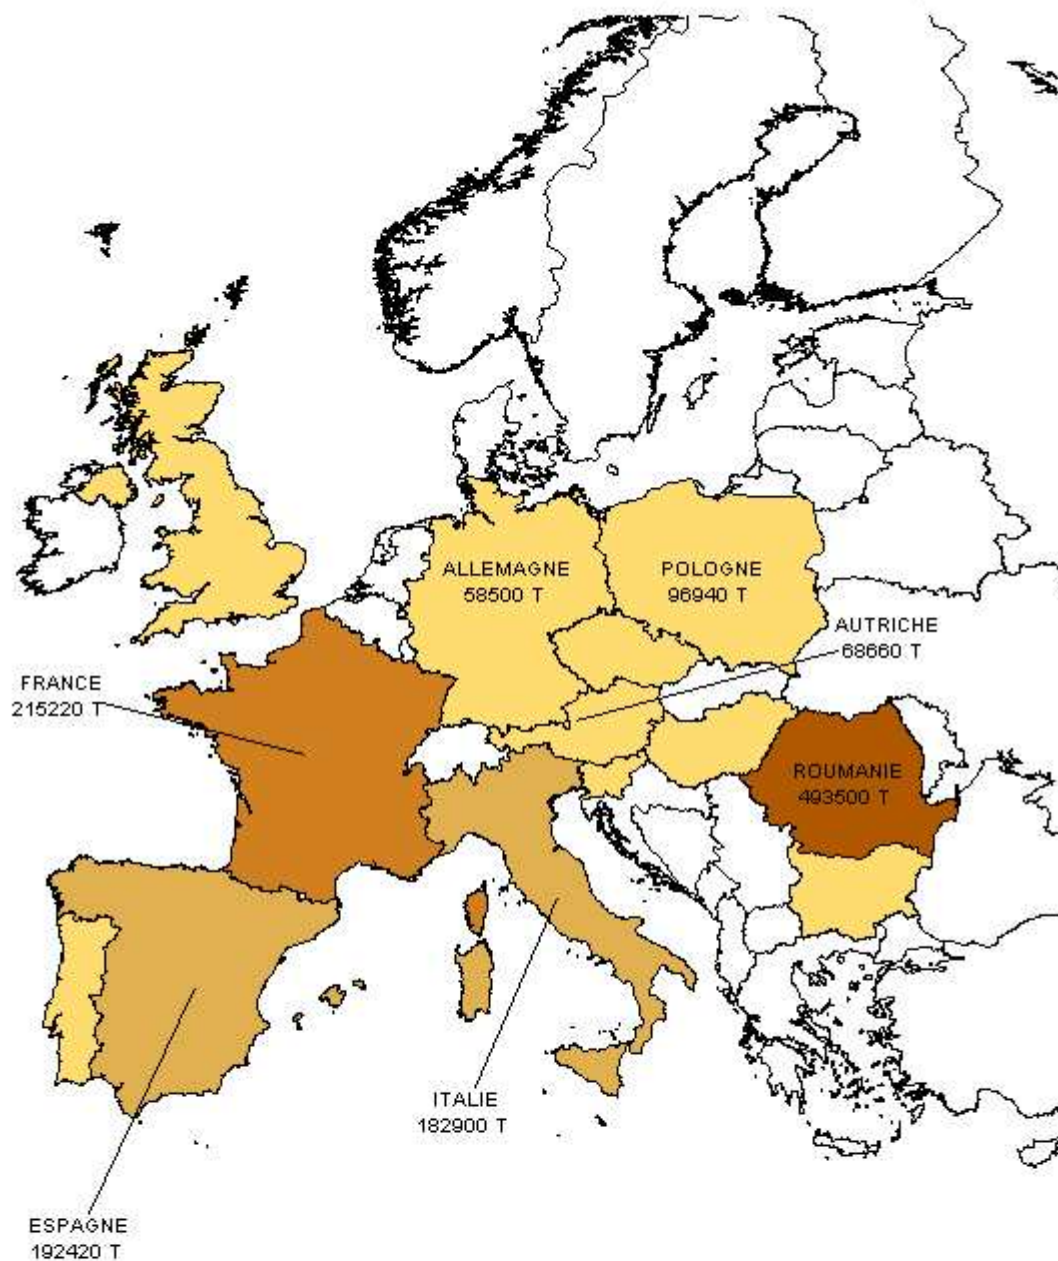 ALLEMAGNE
58500 T
POLOGNE
96940 T
AUTRICHE
68660 T
FRANCE
215220 T
ROUMANIE
493500 T
ITALIE
182900 T
ESPAGNE
192420 T